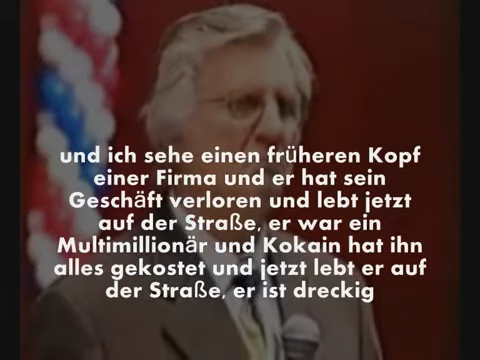 und ich sehe einen früheren Kopf
einer Firma und er hat sein
Geschäft verloren und lebt jetzt
auf der Straße, er war ein
Multimillionär und Kokain hat ihn
alles gekostet und jetzt lebt er auf
der Straße, er ist dreckig